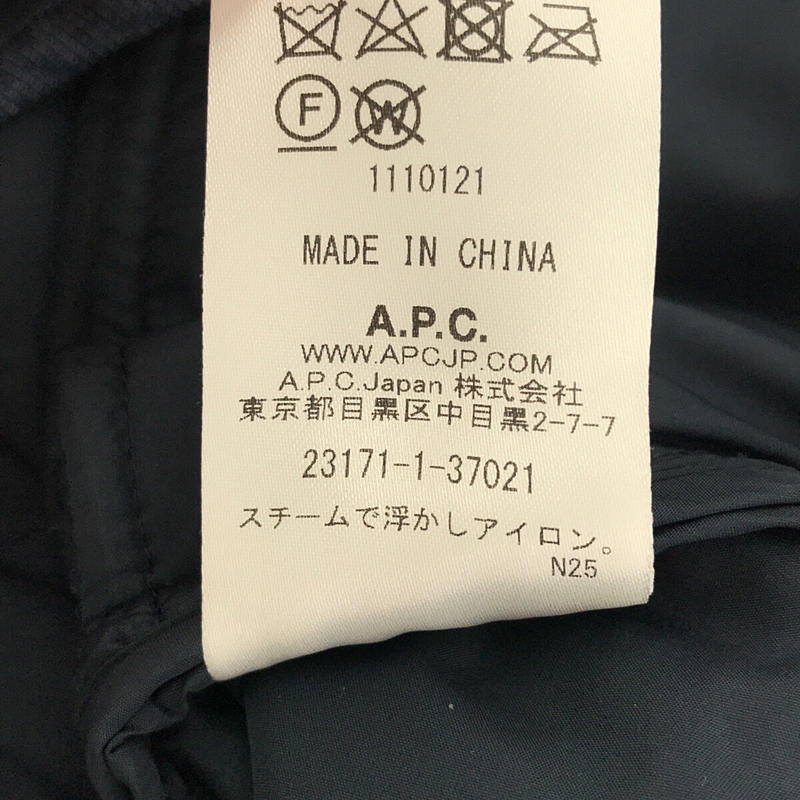 F W
1110121
MADE IN CHINA
A.P.C.
WWW.APCJP.COM
A.P.C.Japan 株式会社
東京都目黒区中目黒2-7-7
23171-1-37021
スチームで浮かしアイロン。
N25